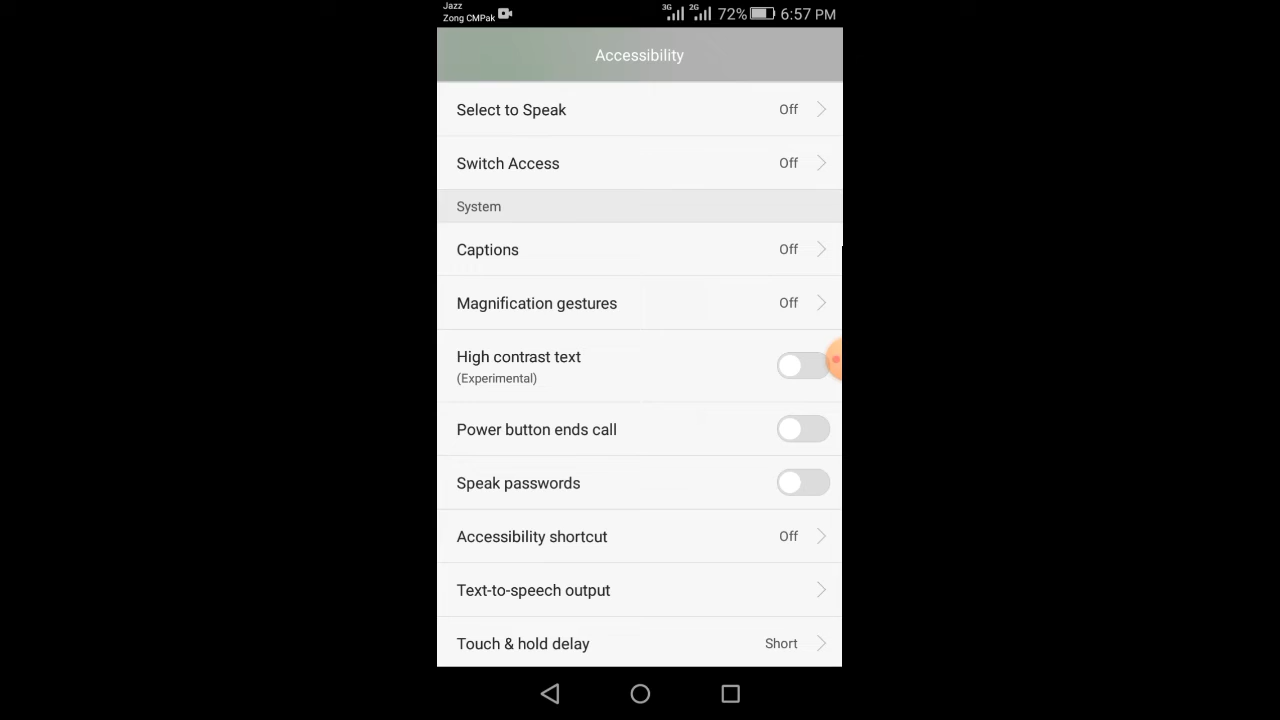 Jazz
Zong CMPak
3G 2G 72% 6:57 PM
Accessibility
Select to Speak Off
Switch Access Off
System
Captions Off
Magnification gestures Off
High contrast text
(Experimental)
Power button ends call
Speak passwords
Accessibility shortcut Off
Text-to-speech output
Touch & hold delay Short